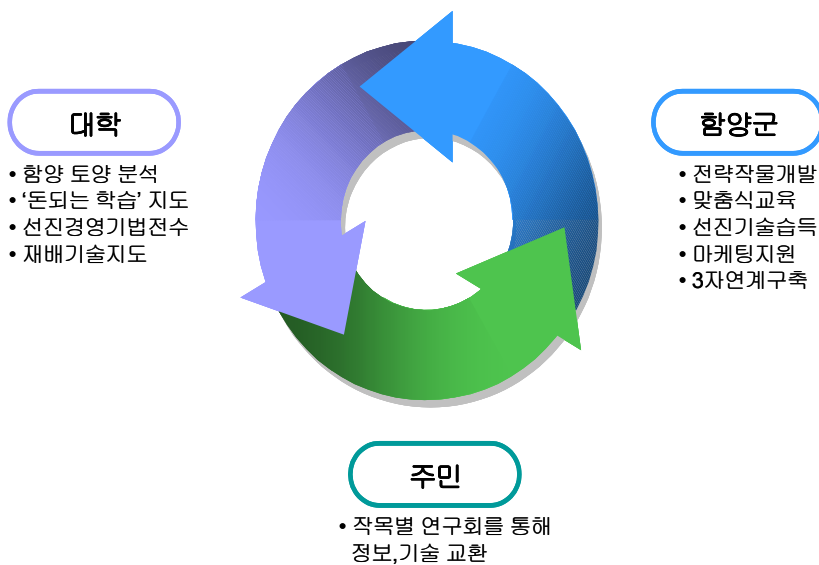 대학
• 함양 토양 분석
• ‘돈되는 학습’ 지도
• 선진경영기법전수
• 재배기술지도
함양군
• 전략작물개발
• 맞춤식교육
• 선진기술습득
• 마케팅지원
• 3자연계구축
주민
• 작목별 연구회를 통해
정보,기술 교환